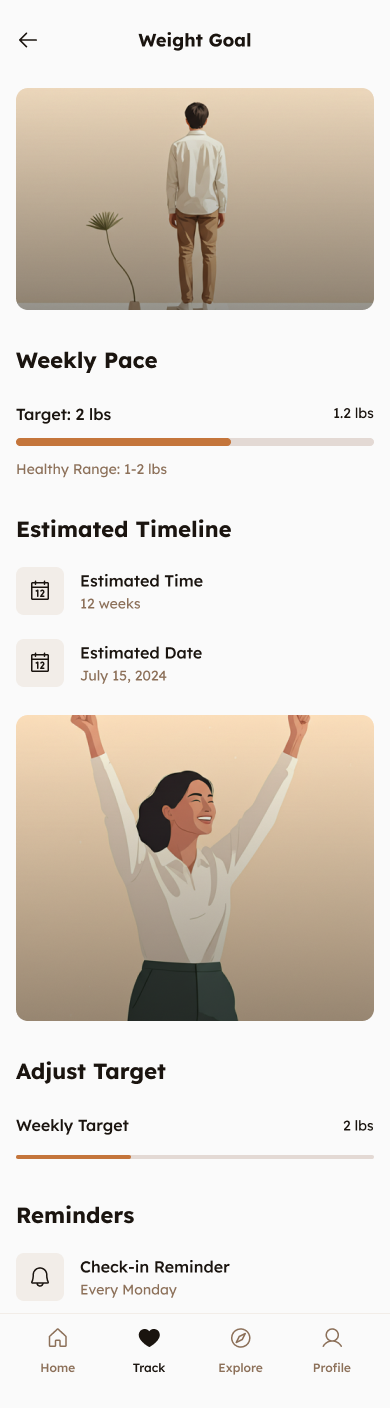 Weight Goal
Weekly Pace
Target: 2 lbs
1.2 lbs
Healthy Range: 1-2 lbs
Estimated Timeline
12
Estimated Time
12 weeks
12
Estimated Date
July 15, 2024
Adjust Target
Weekly Target
2 lbs
Reminders
Check-in Reminder
Every Monday
Home
Track
Explore
Profile